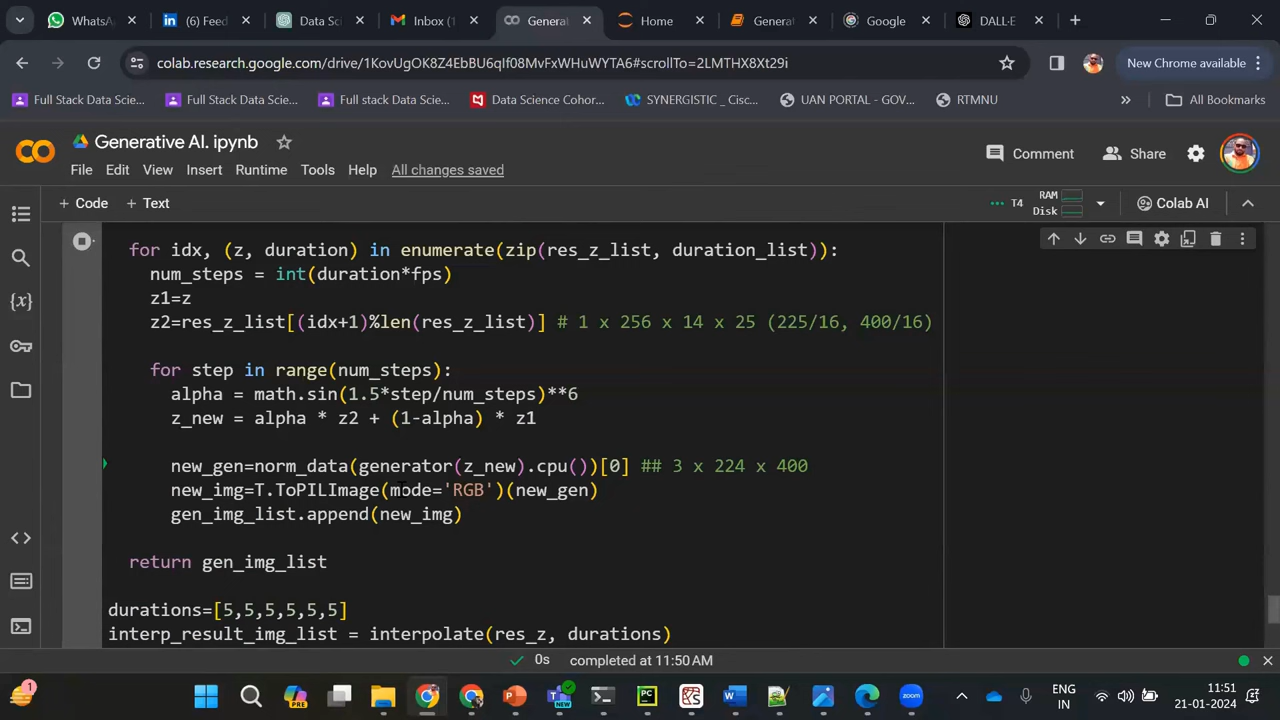 WhatsA
(6) Feed
Data Sci
Inbox (1
Generat
Home
Generat
Google
DALL·E
colab.research.google.com/drive/1KovUgOK8Z4EbBU6qIf08MvFxWHuWYTA6#scrollTo=2LMTHX8Xt29i
New Chrome available
Full Stack Data Scie...
Full Stack Data Scie...
Full stack Data Scie...
Data Science Cohor...
SYNERGISTIC _ Cisc...
UAN PORTAL - GOV...
RTMNU
All Bookmarks
Generative AI. ipynb
File Edit View Insert Runtime Tools Help All changes saved
Comment
Share
+ Code + Text
T4
RAM
Disk
Colab AI
for idx, (z, duration) in enumerate(zip(res_z_list, duration_list)):
num_steps = int(duration*fps)
z1=z
z2=res_z_list[(idx+1)%len(res_z_list)] # 1 x 256 x 14 x 25 (225/16, 400/16)
for step in range(num_steps):
alpha = math.sin(1.5*step/num_steps)**6
z_new = alpha * z2 + (1-alpha) * z1
new_gen=norm_data(generator(z_new).cpu())[0] ## 3 x 224 x 400
new_img=T.ToPILImage(mode='RGB')(new_gen)
gen_img_list.append(new_img)
return gen_img_list
durations=[5,5,5,5,5,5]
interp_result_img_list = interpolate(res_z, durations)
0s completed at 11:50 AM
1
ENG
IN
11:51
21-01-2024